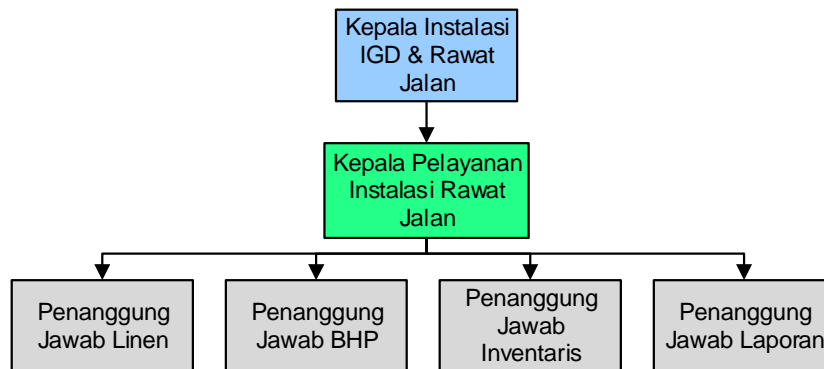 Kepala Instalasi
IGD & Rawat
Jalan
Kepala Pelayanan
Instalasi Rawat
Jalan
Penanggung
Jawab Linen
Penanggung
Jawab BHP
Penanggung
Jawab
Inventaris
Penanggung
Jawab Laporan